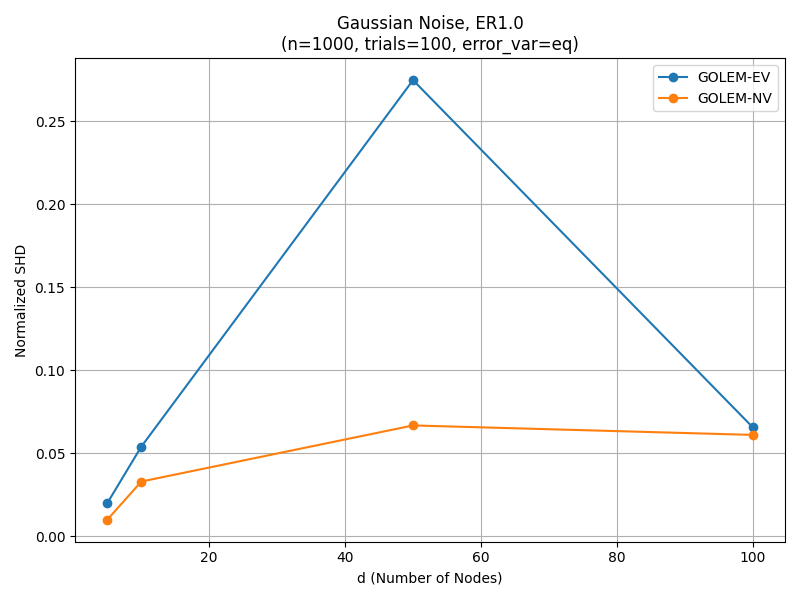 Gaussian Noise, ER1.0
(n=1000, trials=100, error_var=eq)
GOLEM-EV
GOLEM-NV
Normalized SHD
0.25
0.20
0.15
0.10
0.05
0.00
20 40 60 80 100
d (Number of Nodes)